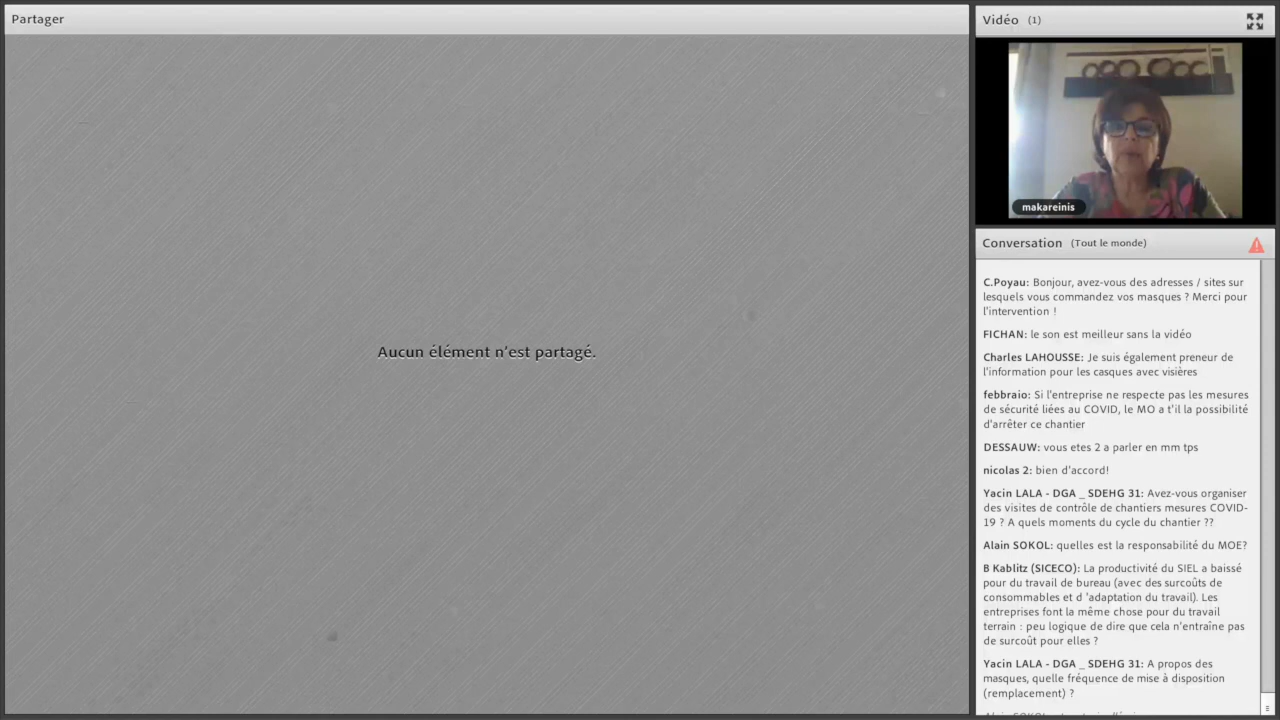 Partager
Aucun élément n'est partagé.
Vidéo (1)
makareinis
Conversation (Tout le monde)
C.Poyau: Bonjour, avez-vous des adresses / sites sur
lesquels vous commandez vos masques ? Merci pour
l'intervention !
FICHAN: le son est meilleur sans la vidéo
Charles LAHOUSSE: Je suis également preneur de
l'information pour les casques avec visières
febbraio: Si l'entreprise ne respecte pas les mesures
de sécurité liées au COVID, le MO a t'il la possibilité
d'arrêter ce chantier
DESSAUW: vous etes 2 a parler en mm tps
nicolas 2: bien d'accord!
Yacin LALA - DGA _ SDEHG 31: Avez-vous organiser
des visites de contrôle de chantiers mesures COVID-
19 ? A quels moments du cycle du chantier ??
Alain SOKOL: quelles est la responsabilité du MOE?
B Kablitz (SICECO): La productivité du SIEL a baissé
pour du travail de bureau (avec des surcoûts de
consommables et d 'adaptation du travail). Les
entreprises font la même chose pour du travail
terrain : peu logique de dire que cela n'entraîne pas
de surcoût pour elles ?
Yacin LALA - DGA _ SDEHG 31: A propos des
masques, quelle fréquence de mise à disposition
(remplacement) ?